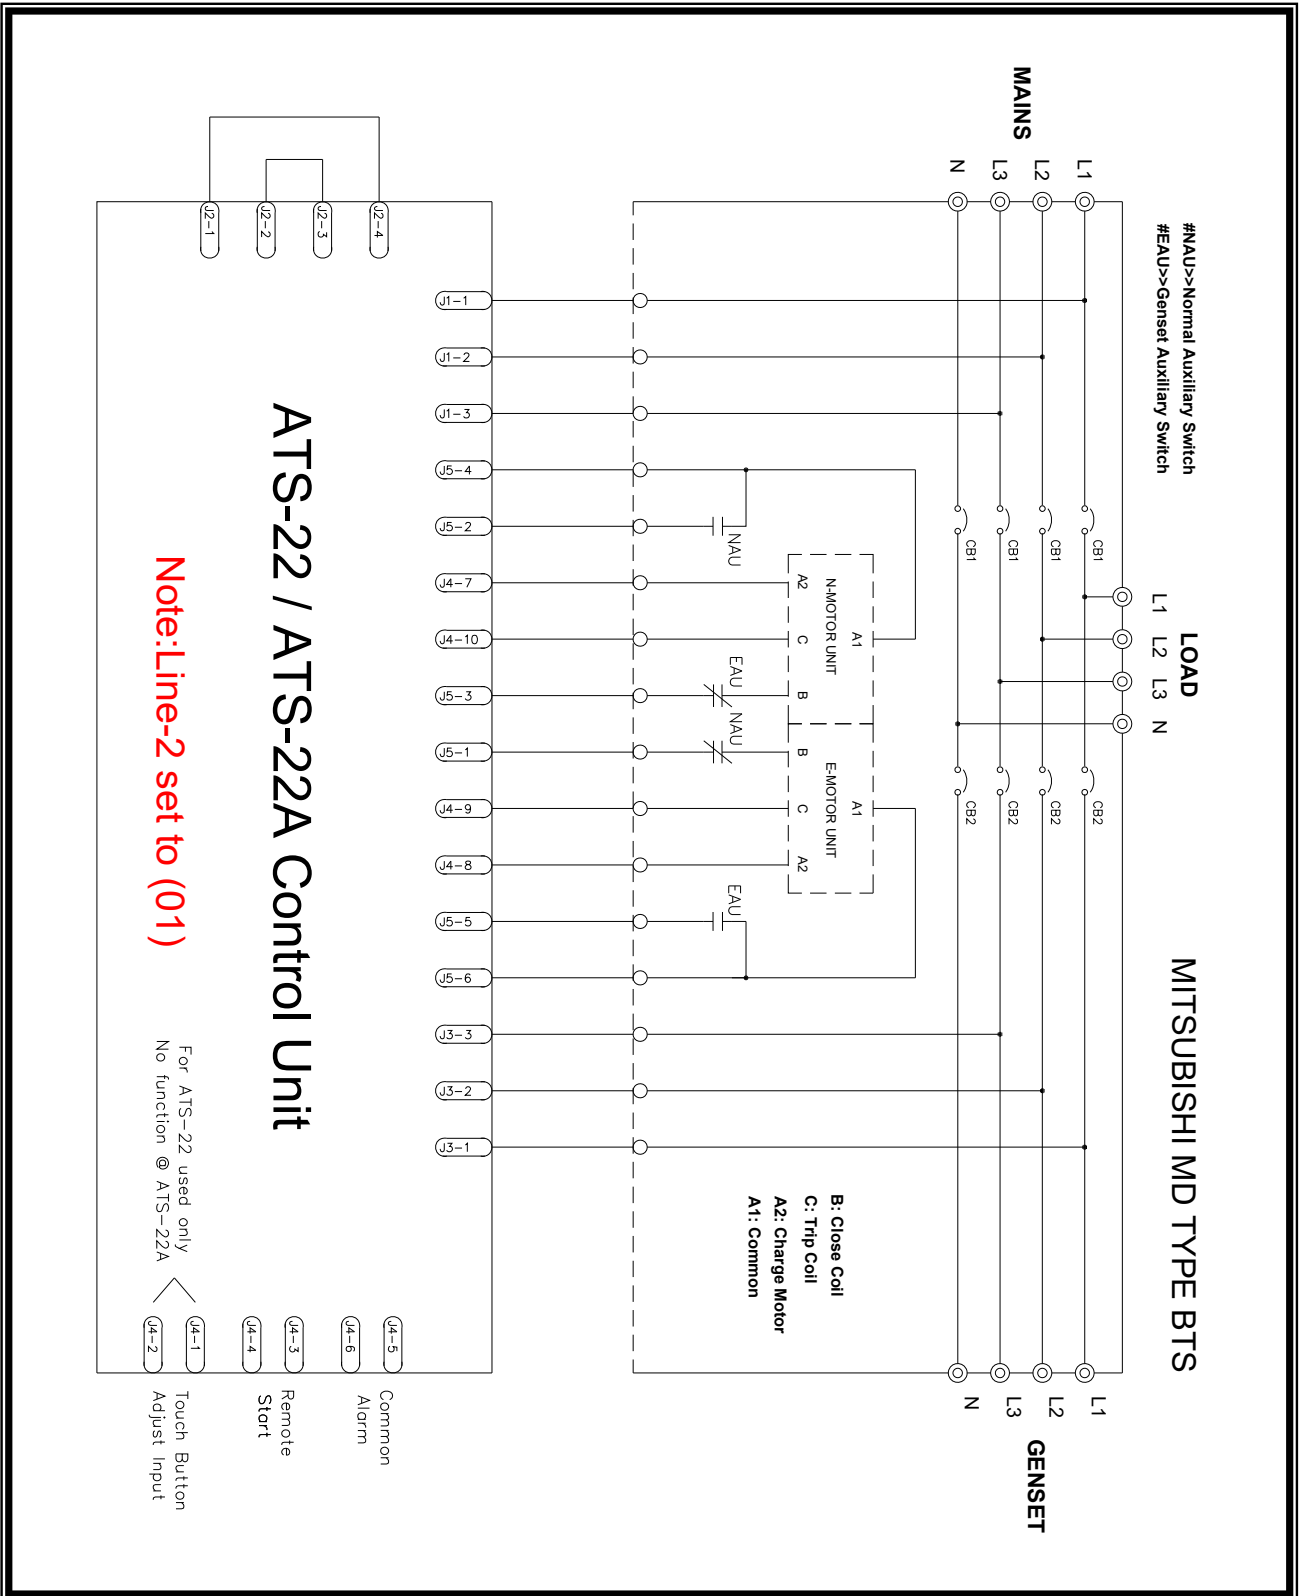 MITSUBISHI MD TYPE BTS
#NAU>>Normal Auxiliary Switch
#EAU>>Genset Auxiliary Switch
LOAD
L1 L2 L3 N
MAINS
L1
L2
L3
N
CB1
CB1
CB1
CB1
CB2
CB2
CB2
CB2
GENSET
L1
L2
L3
N
A1
N-MOTOR UNIT
A2 C B
A1
E-MOTOR UNIT
B C A2
NAU
EAU
NAU
EAU
B: Close Coil
C: Trip Coil
A2: Charge Motor
A1: Common
J1-1
J1-2
J1-3
J5-4
J5-2
J4-7
J4-10
J5-3
J5-1
J4-9
J4-8
J5-5
J5-6
J3-3
J3-2
J3-1
J2-4
J2-3
J2-2
J2-1
ATS-22 / ATS-22A Control Unit
Note:Line-2 set to (01)
J4-5 Common
J4-6 Alarm
J4-3 Remote
J4-4 Start
For ATS-22 used only
No function @ ATS-22A
J4-1 Touch Button
J4-2 Adjust Input